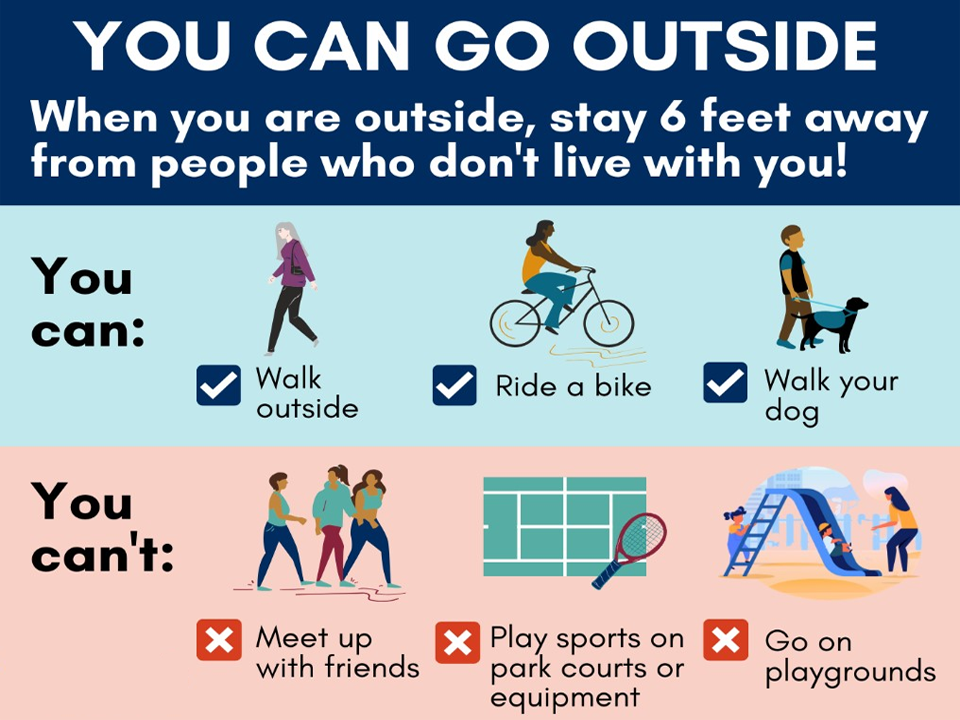 YOU CAN GO OUTSIDE
When you are outside, stay 6 feet away
from people who don't live with you!
You
can:
Walk
outside
Ride a bike
Walk your
dog
You
can't:
Meet up
with friends
Play sports on
park courts or
equipment
Go on
playgrounds